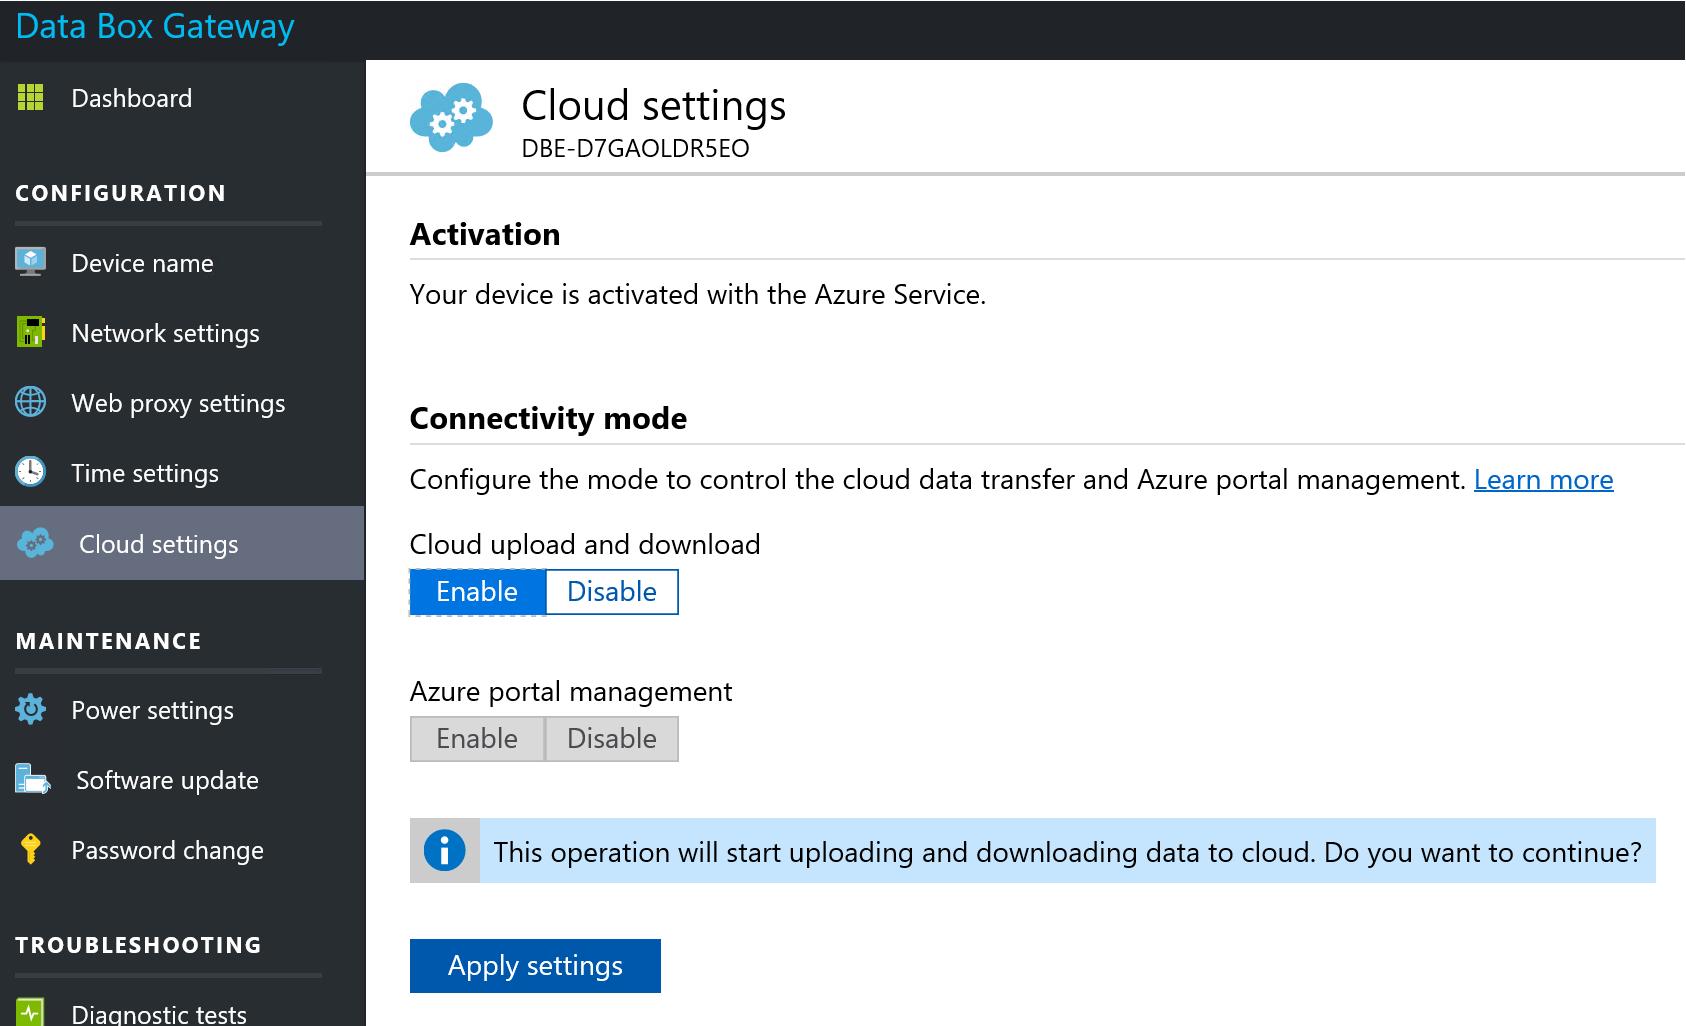 Data Box Gateway
Dashboard
CONFIGURATION
Device name
Network settings
Web proxy settings
Time settings
Cloud settings
MAINTENANCE
Power settings
Software update
Password change
TROUBLESHOOTING
Diagnostic tests
Cloud settings
DBE-D7GAOLDR5EO
Activation
Your device is activated with the Azure Service.
Connectivity mode
Configure the mode to control the cloud data transfer and Azure portal management. Learn more
Cloud upload and download
Enable Disable
Azure portal management
Enable Disable
This operation will start uploading and downloading data to cloud. Do you want to continue?
Apply settings